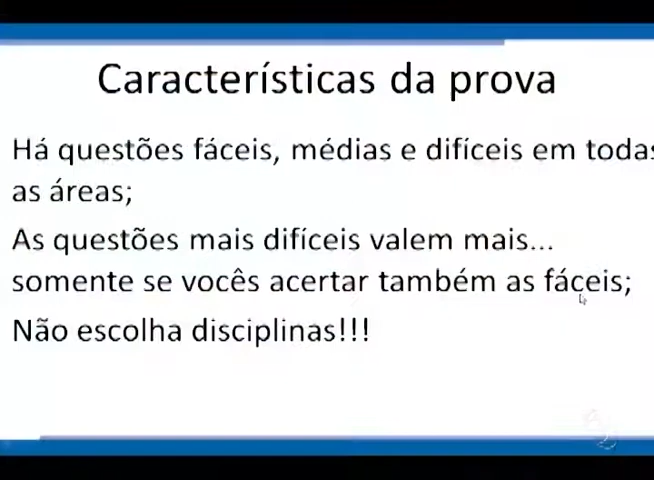 Características da prova
Há questões fáceis, médias e difíceis em todas
as áreas;
As questões mais difíceis valem mais...
somente se vocês acertar também as fáceis;
Não escolha disciplinas!!!